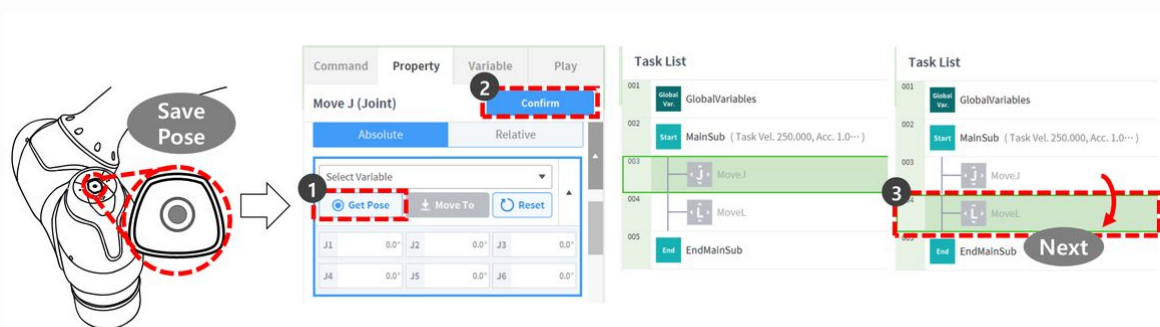 Save
Pose
Command Property Variable Play
2
Move J (Joint) Confirm
Absolute Relative
Select Variable
1
Get Pose Move To Reset
J1 0.0° J2 0.0° J3 0.0°
J4 0.0° J5 0.0° J6 0.0°
Task List
001
Global
Var. GlobalVariables
002
Start MainSub ( Task Vel. 250.000, Acc. 1.0··· )
003
J MoveJ
004
L MoveL
005
End EndMainSub
Task List
001
Global
Var. GlobalVariables
002
Start MainSub ( Task Vel. 250.000, Acc. 1.0··· )
003
J MoveJ
3
004
L MoveL
End EndMainSub
Next